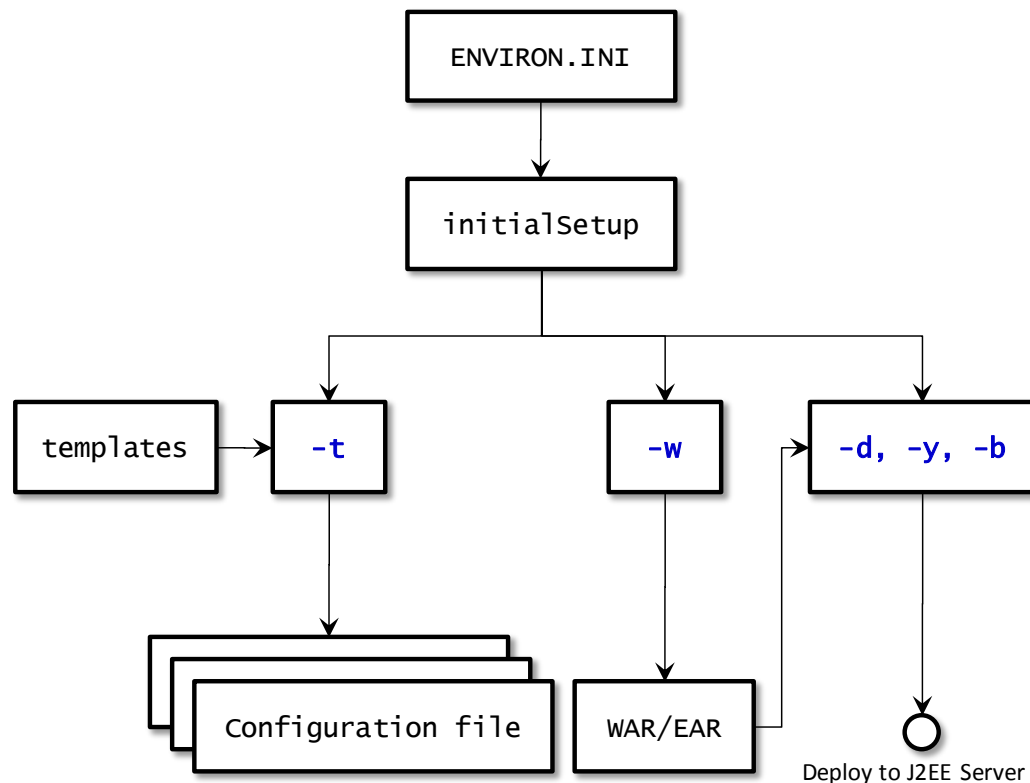 ENVIRON.INI
initialSetup
templates
-t
-w
-d, -y, -b
Configuration file
WAR/EAR
Deploy to J2EE Server